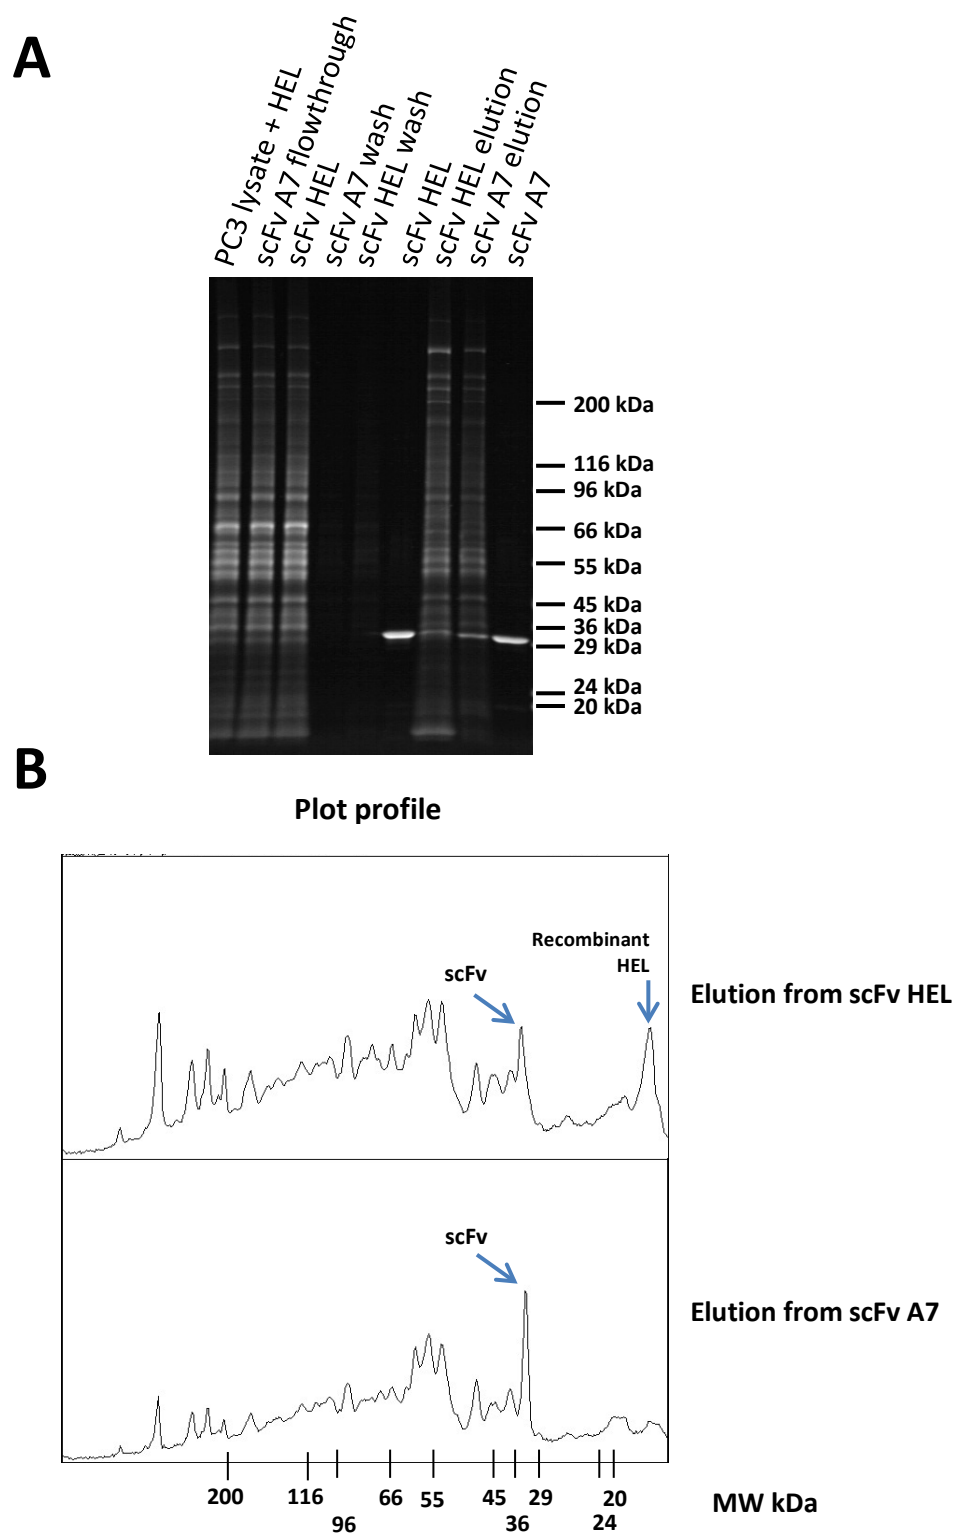 A
PC3 lysate + HEL
scFv A7 flowthrough
scFv HEL
scFv A7 wash
scFv HEL wash
scFv HEL
scFv HEL elution
scFv A7 elution
scFv A7
200 kDa
116 kDa
96 kDa
66 kDa
55 kDa
45 kDa
36 kDa
29 kDa
24 kDa
20 kDa
B
Plot profile
Recombinant
HEL
scFv
Elution from scFv HEL
scFv
Elution from scFv A7
200 116 66 55 45 29 20
96 36 24
MW kDa